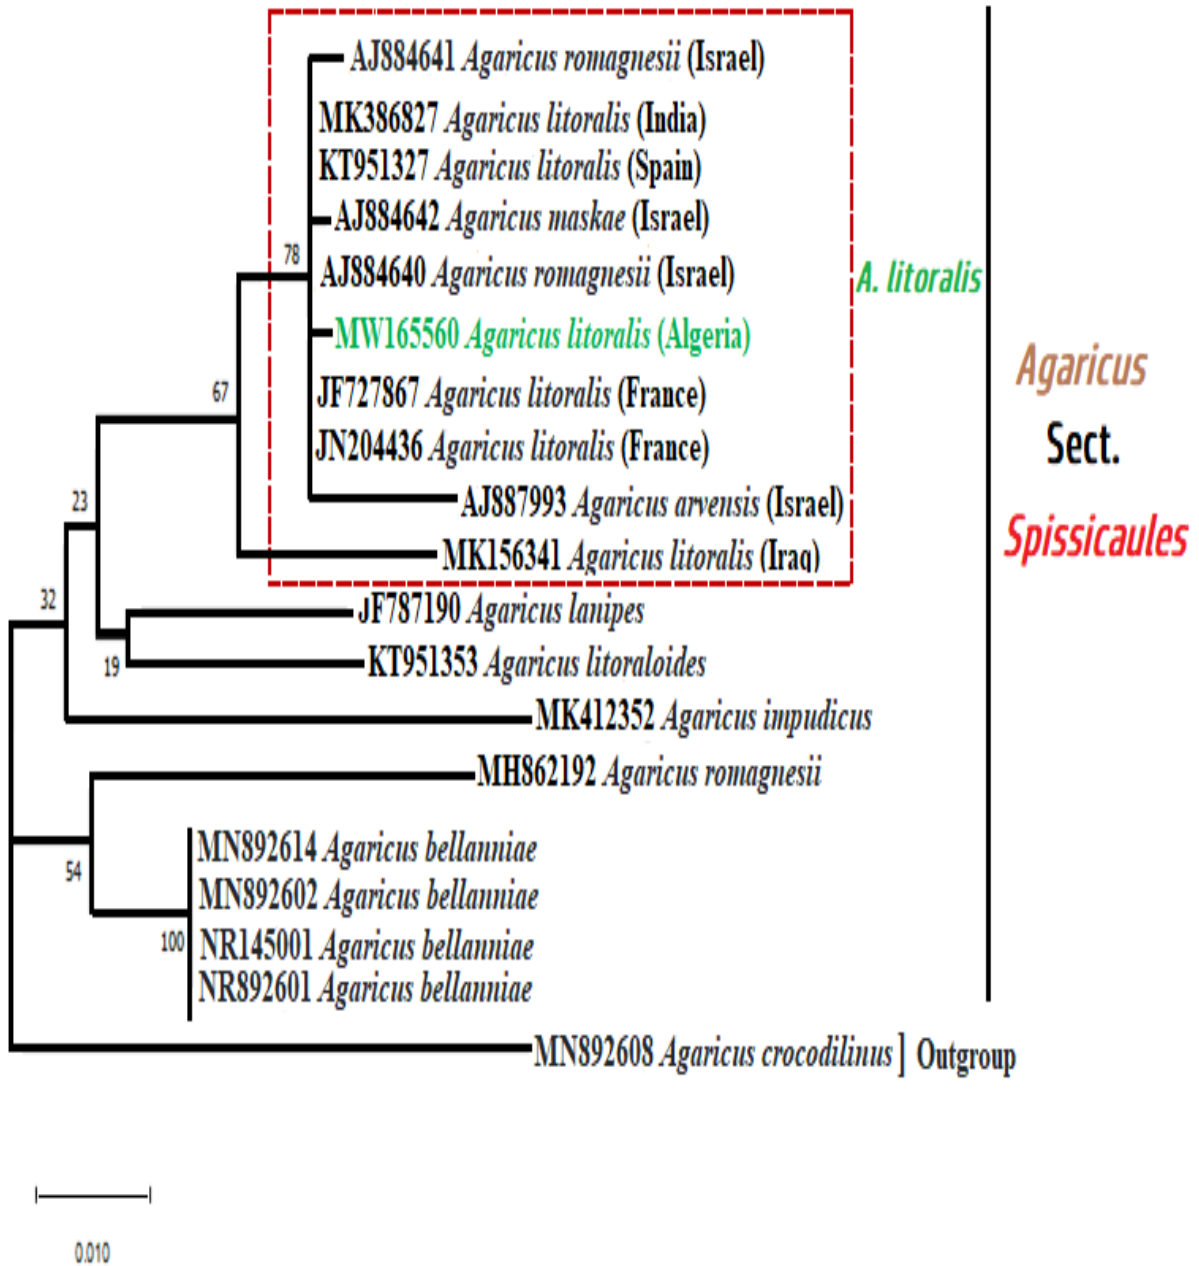 AJ884641 Agaricus romagnesii (Israel)
MK386827 Agaricus litoralis (India)
KT951327 Agaricus litoralis (Spain)
AJ884642 Agaricus maskae (Israel)
78
AJ884640 Agaricus romagnesii (Israel)
A. litoralis
MW165560 Agaricus litoralis (Algeria)
Agaricus
Sect.
Spissicaules
67
JF727867 Agaricus litoralis (France)
JN204436 Agaricus litoralis (France)
23
AJ887993 Agaricus arvensis (Israel)
MK156341 Agaricus litoralis (Iraq)
32
JF787190 Agaricus lanipes
19
KT951353 Agaricus litoraloides
MK412352 Agaricus impudicus
MH862192 Agaricus romagnesii
54
MN892614 Agaricus bellanniae
MN892602 Agaricus bellanniae
100
NR145001 Agaricus bellanniae
NR892601 Agaricus bellanniae
MN892608 Agaricus crocodilinus] Outgroup
0.010